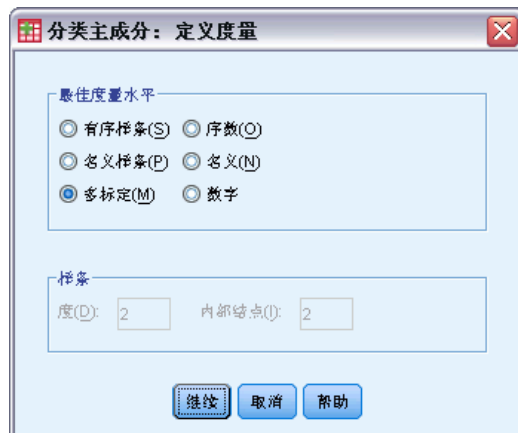 分类主成分：定义度量
最佳度量水平
有序样条(S) 序数(O)
名义样条(P) 名义(N)
多标定(M) 数字
样条
度(D): 2 内部结点(I): 2
继续 取消 帮助